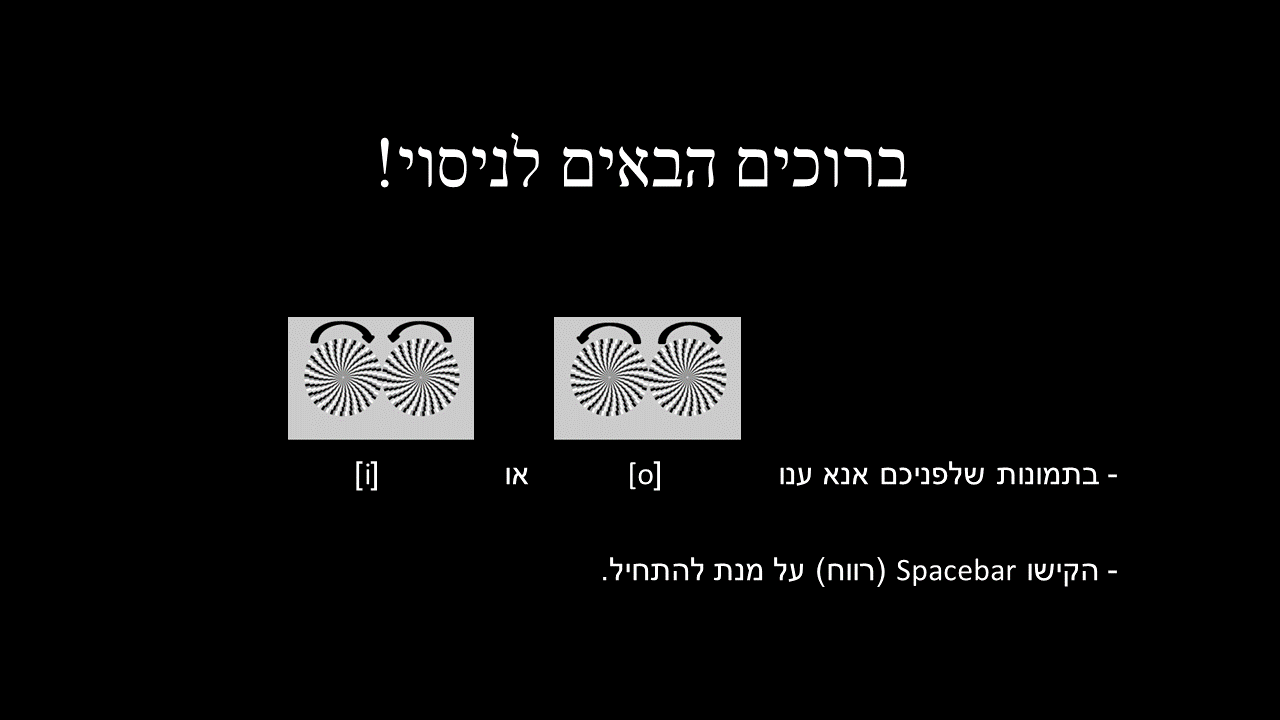 ברוכים הבאים לניסוי!
- בתמונות שלפניכם אנא ענו [o] או [i]
- הקישו Spacebar (רווח) על מנת להתחיל.